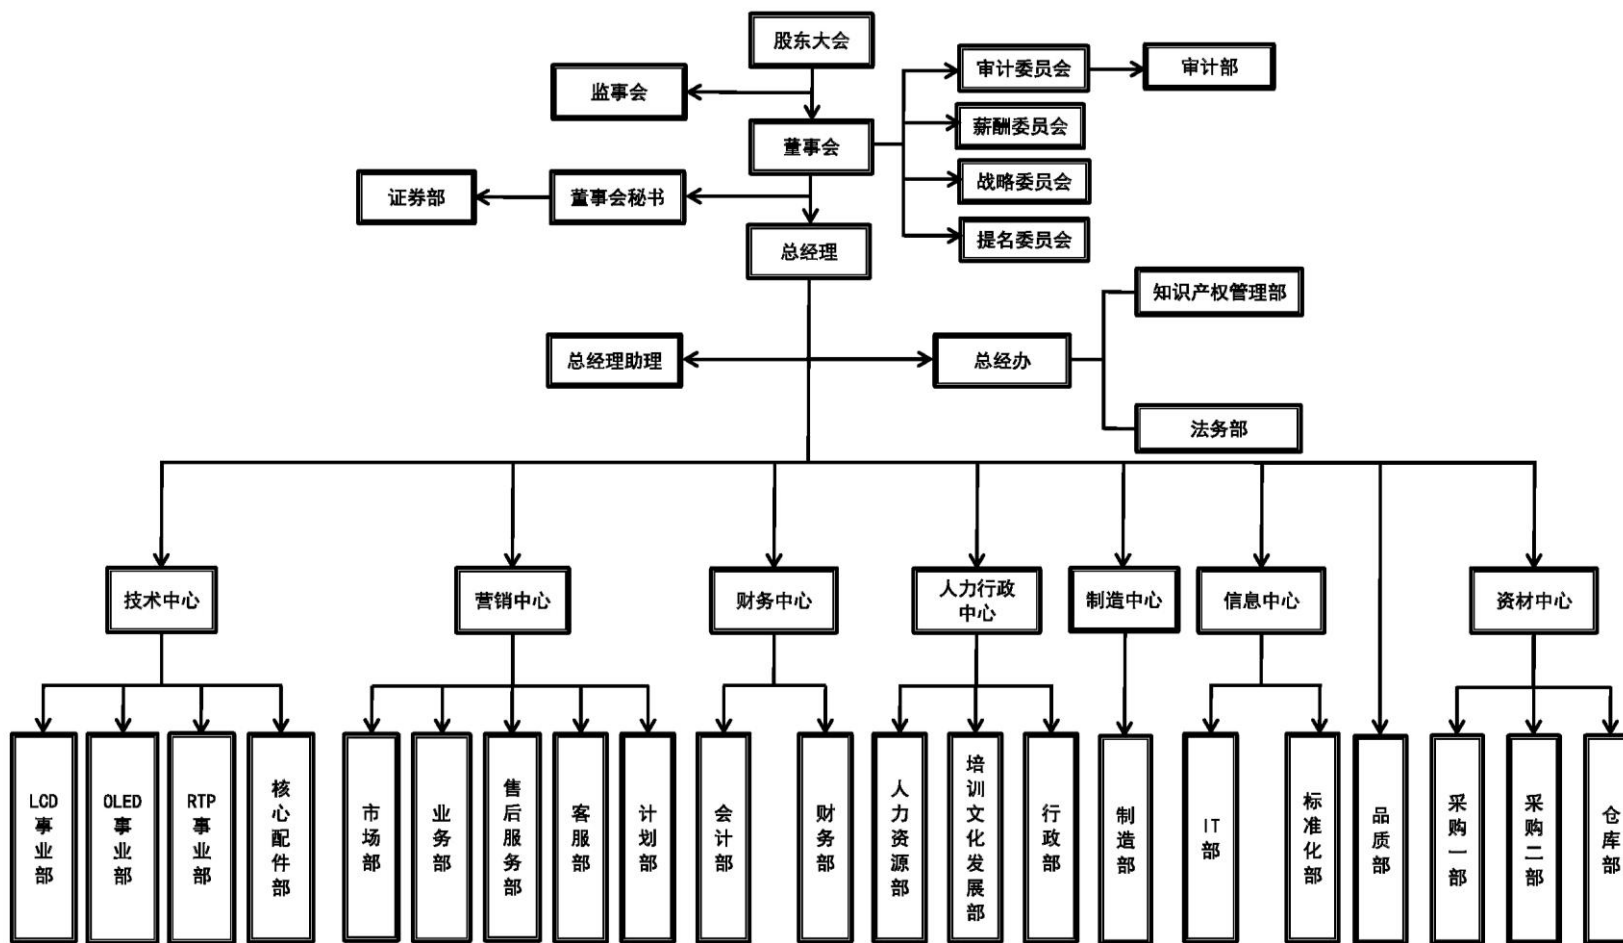 股东大会
监事会
审计委员会
审计部
薪酬委员会
董事会
战略委员会
证券部
董事会秘书
提名委员会
总经理
知识产权管理部
总经理助理
总经办
法务部
技术中心
营销中心
财务中心
人力行政
中心
制造中心
信息中心
资材中心
LCD事业部
OLED事业部
RTP事业部
核心配件部
市场部
业务部
售后服务部
客服部
计划部
会计部
财务部
人力资源部
培训文化发展部
行政部
制造部
IT部
标准化部
品质部
采购一部
采购二部
仓库部